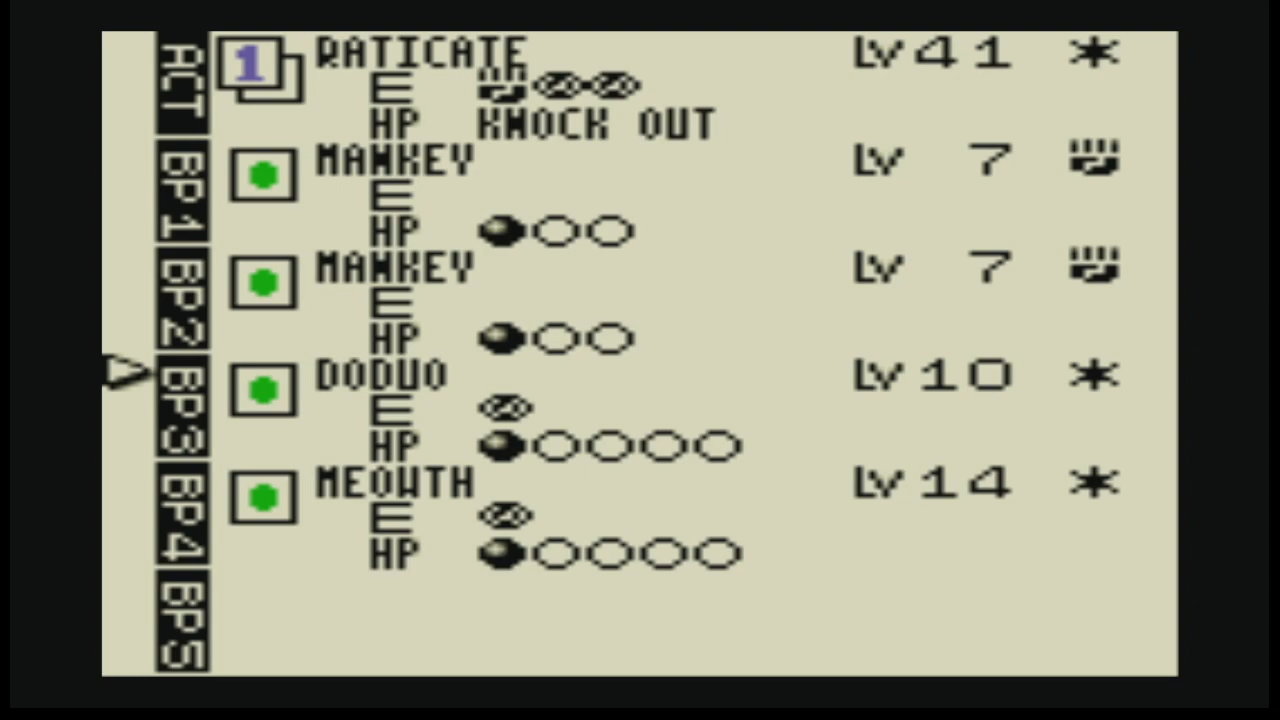 ACT 1 RATICATE Lv41
E
HP KNOCK OUT
BP1 MANKEY Lv 7
E
HP
BP2 MANKEY Lv 7
E
HP
BP3 DODUO Lv10
E
HP
BP4 MEOWTH Lv14
E
HP
BP5